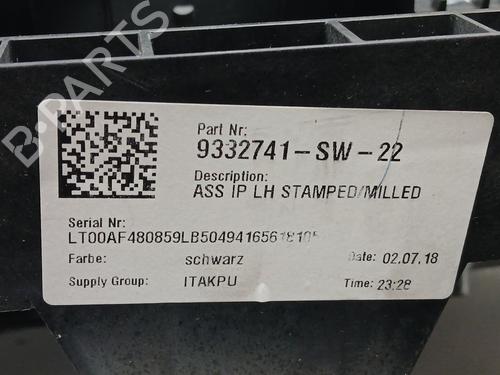 B-PARTS
Part Nr:
9332741-SW-22
Description:
ASS IP LH STAMPED/MILLED
Serial Nr:
Farbe: schwarz Date: 02.07.18
Supply Group: ITAKPU Time: 23:28